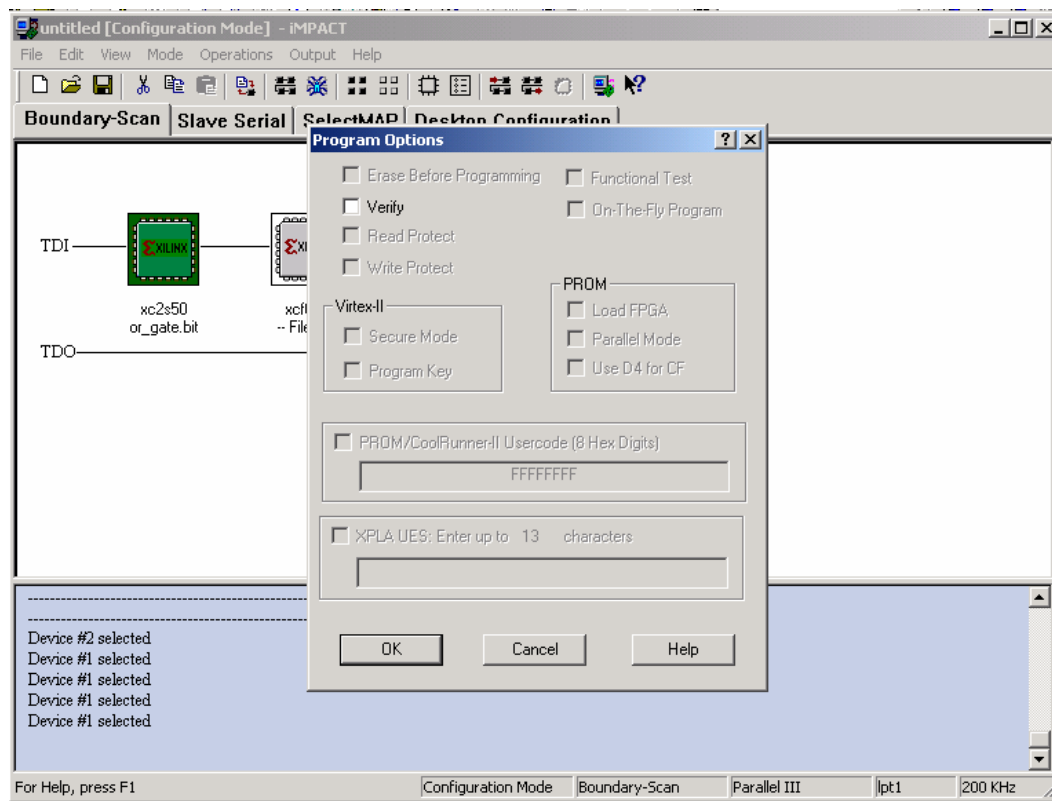 untitled [Configuration Mode] - iMPACT
File Edit View Mode Operations Output Help
Boundary-Scan Slave Serial SelectMAP Desktop Configuration
Program Options
Erase Before Programming Functional Test
Verify On-The-Fly Program
Read Protect
Write Protect
PROM
Virtex-II Load FPGA
Secure Mode Parallel Mode
Program Key Use D4 for CF
TDI
XILINX
xc2s50
or_gate.bit
-- File
TDO
PROM/CoolRunner-II Usercode (8 Hex Digits)
FFFFFFFF
XPLA UES: Enter up to 13 characters
OK Cancel Help
Device #2 selected
Device #1 selected
Device #1 selected
Device #1 selected
Device #1 selected
For Help, press F1 Configuration Mode Boundary-Scan Parallel III lpt1 200 KHz